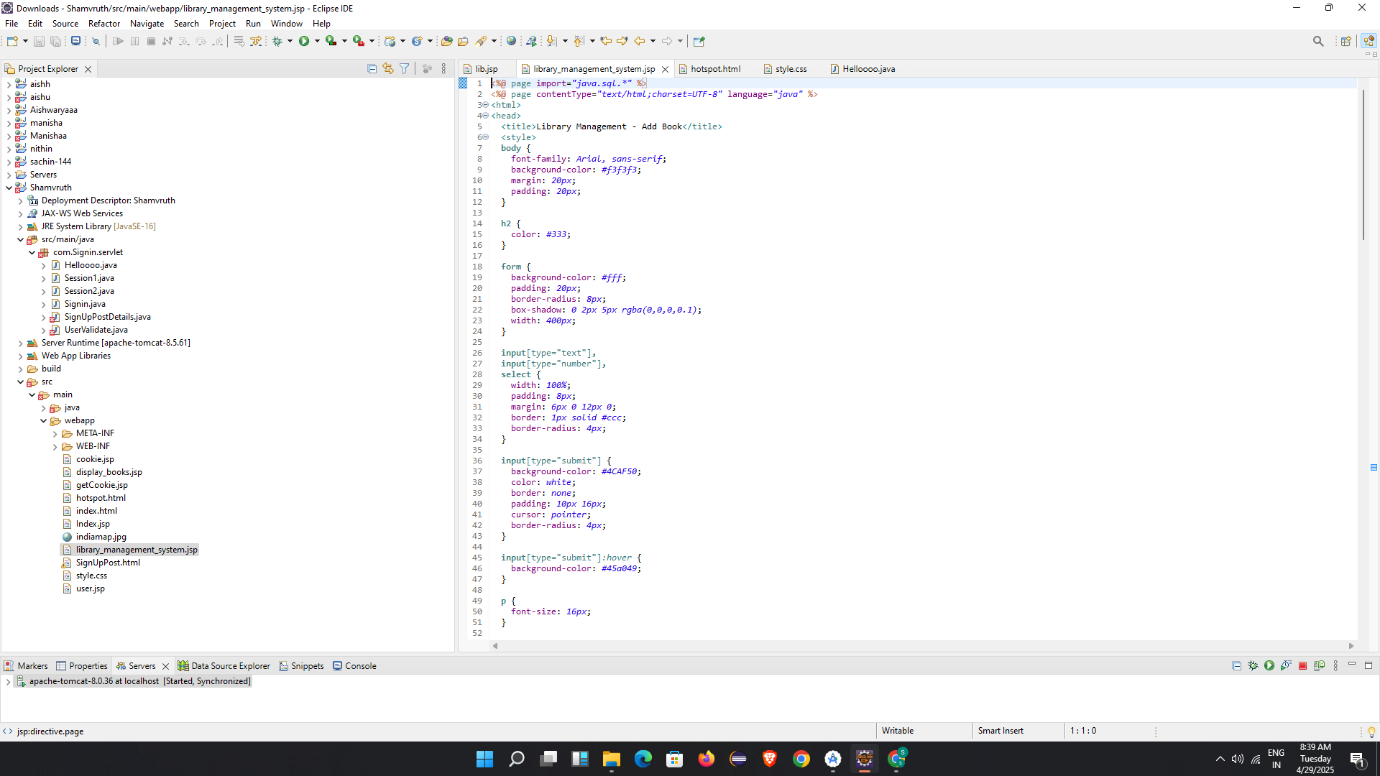 Downloads - Shamvruth/src/main/webapp/library_management_system.jsp - Eclipse IDE
File Edit Source Refactor Navigate Search Project Run Window Help
Project Explorer
aishh
aishu
Aishwaryaaa
manisha
Manishaa
nithin
sachin-144
Servers
Shamvruth
Deployment Descriptor: Shamvruth
JAX-WS Web Services
JRE System Library [JavaSE-16]
src/main/java
com.Signin.servlet
Helloooo.java
Session1.java
Session2.java
Signin.java
SignUpPostDetails.java
UserValidate.java
Server Runtime [apache-tomcat-8.5.61]
Web App Libraries
build
src
main
java
webapp
META-INF
WEB-INF
cookie.jsp
display_books.jsp
getCookie.jsp
hotspot.html
index.html
Index.jsp
indiamap.jpg
library_management_system.jsp
SignUpPost.html
style.css
user.jsp
lib.jsp library_management_system.jsp hotspot.html style.css Helloooo.java
1 <%@ page import="java.sql.*" %>
2 <%@ page contentType="text/html;charset=UTF-8" language="java" %>
3 <html>
4 <head>
5 <title>Library Management - Add Book</title>
6 <style>
7 body {
8 font-family: Arial, sans-serif;
9 background-color: #f3f3f3;
10 margin: 20px;
11 padding: 20px;
12 }
13
14 h2 {
15 color: #333;
16 }
17
18 form {
19 background-color: #fff;
20 padding: 20px;
21 border-radius: 8px;
22 box-shadow: 0 2px 5px rgba(0,0,0,0.1);
23 width: 400px;
24 }
25
26 input[type="text"],
27 input[type="number"],
28 select {
29 width: 100%;
30 padding: 8px;
31 margin: 6px 0 12px 0;
32 border: 1px solid #ccc;
33 border-radius: 4px;
34 }
35
36 input[type="submit"] {
37 background-color: #4CAF50;
38 color: white;
39 border: none;
40 padding: 10px 16px;
41 cursor: pointer;
42 border-radius: 4px;
43 }
44
45 input[type="submit"]:hover {
46 background-color: #45a049;
47 }
48
49 p {
50 font-size: 16px;
51 }
52
Markers Properties Servers Data Source Explorer Snippets Console
apache-tomcat-8.0.36 at localhost [Started, Synchronized]
jsp:directive.page Writable Smart Insert 1 : 1 : 0
ENG
IN
8:39 AM
Tuesday
4/29/2025